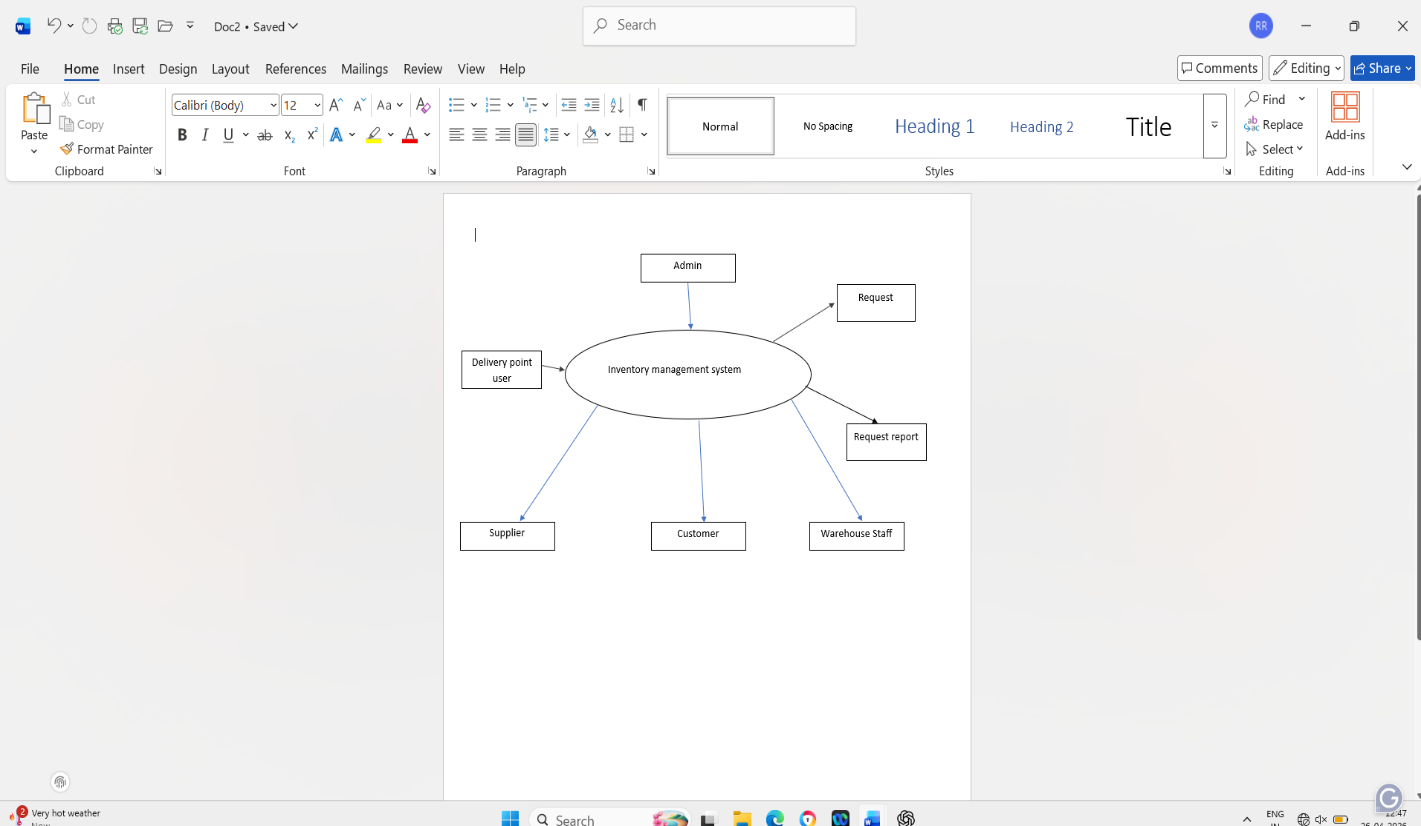 Doc2 • Saved
Search
RR
File Home Insert Design Layout References Mailings Review View Help
Comments Editing Share
Paste
Cut
Copy
Format Painter
Clipboard
Calibri (Body) 12
Font
Paragraph
Normal
No Spacing
Heading 1
Heading 2
Title
Styles
Find
Replace
Select
Editing
Add-ins
Add-ins
Admin
Request
Delivery point
user
Inventory management system
Request report
Supplier
Customer
Warehouse Staff
2
Very hot weather
Search
ENG